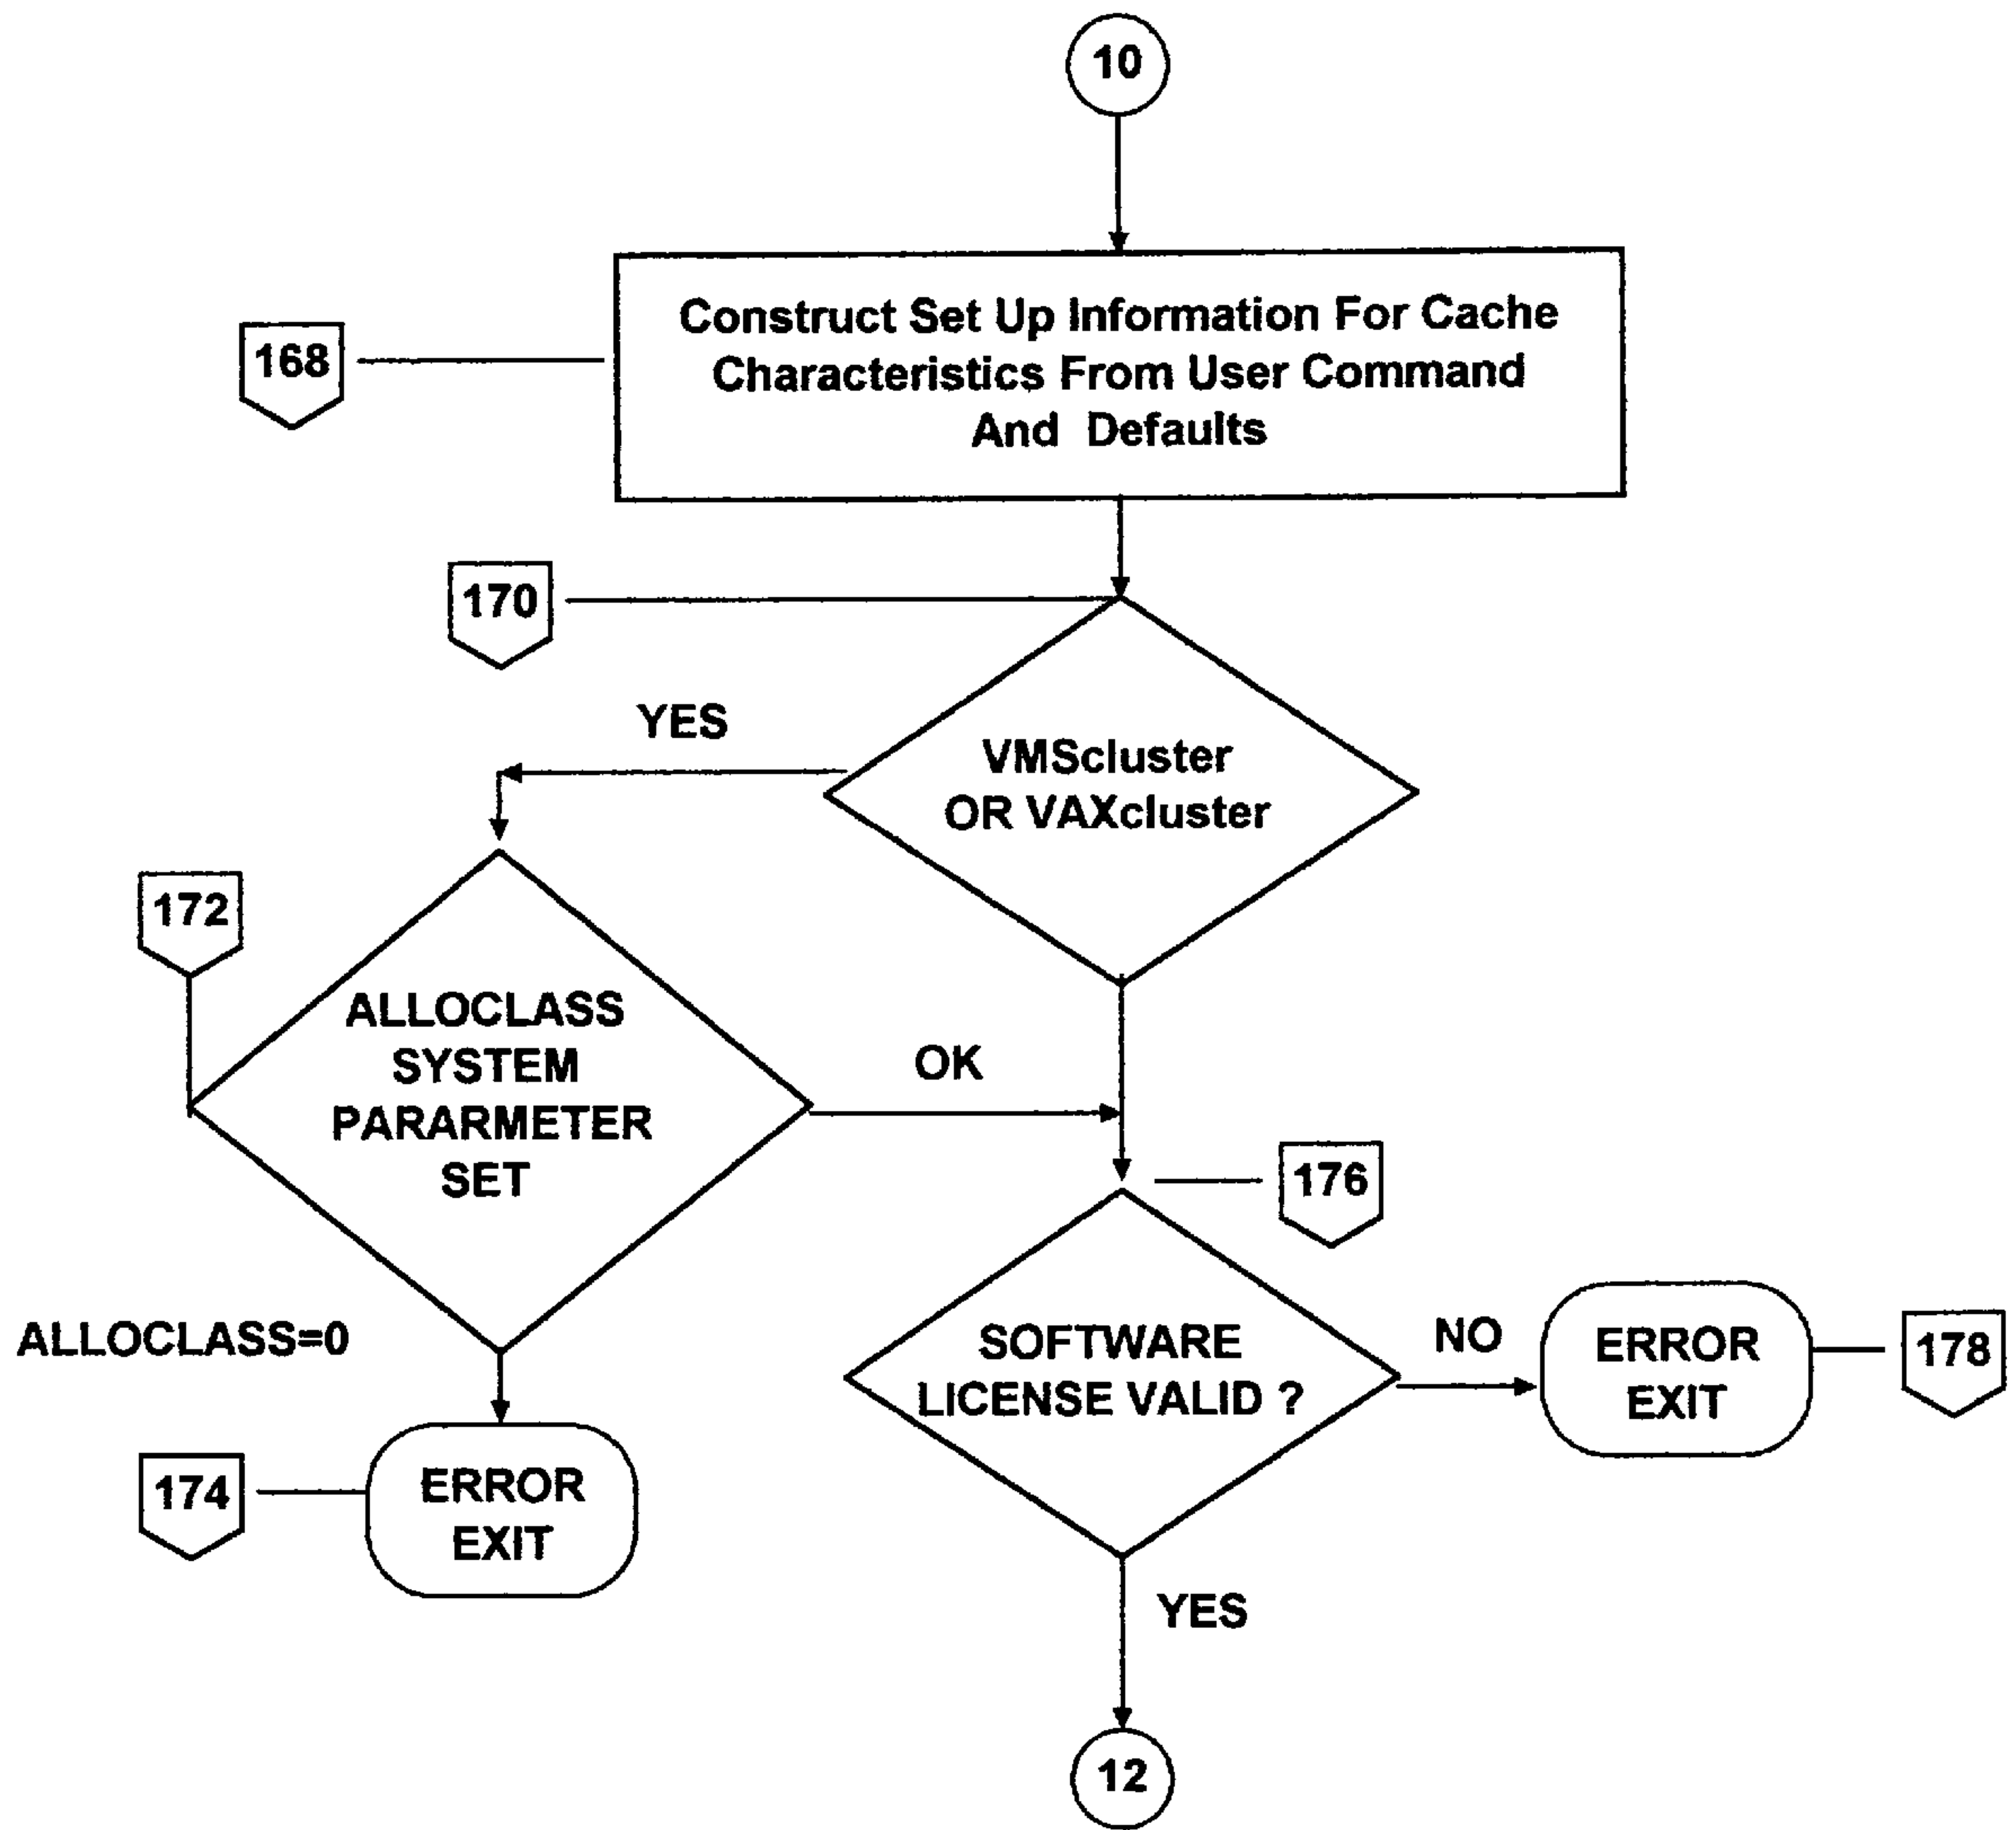 10
Construct Set Up Information For Cache
Characteristics From User Command
And Defaults
168
170
YES
VMScluster
OR VAXcluster
172
ALLOCLASS
SYSTEM
PARARMETER
SET
OK
176
ALLOCLASS=0
SOFTWARE
LICENSE VALID ?
NO
ERROR
EXIT
178
174
ERROR
EXIT
YES
12